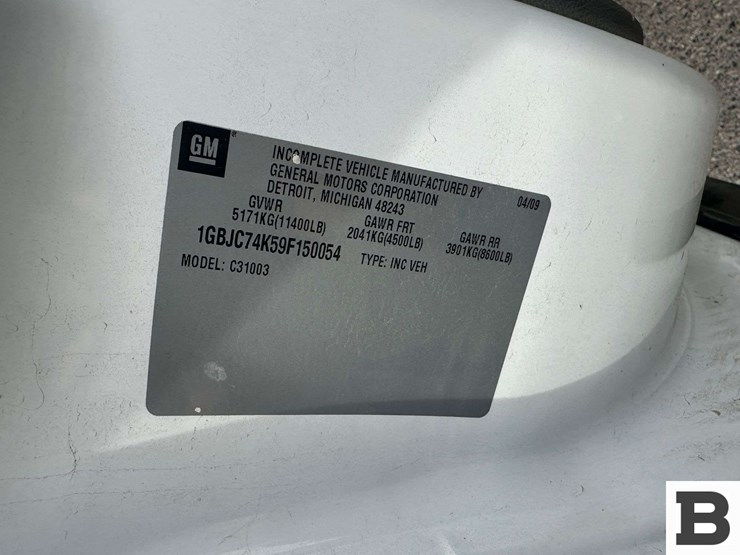 GM
INCOMPLETE VEHICLE MANUFACTURED BY
GENERAL MOTORS CORPORATION
DETROIT, MICHIGAN 48243
04/09
GVWR GAWR FRT GAWR RR
5171KG(11400LB) 2041KG(4500LB) 3901KG(8600LB)
1GBJC74K59F150054 TYPE: INC VEH
MODEL: C31003
B